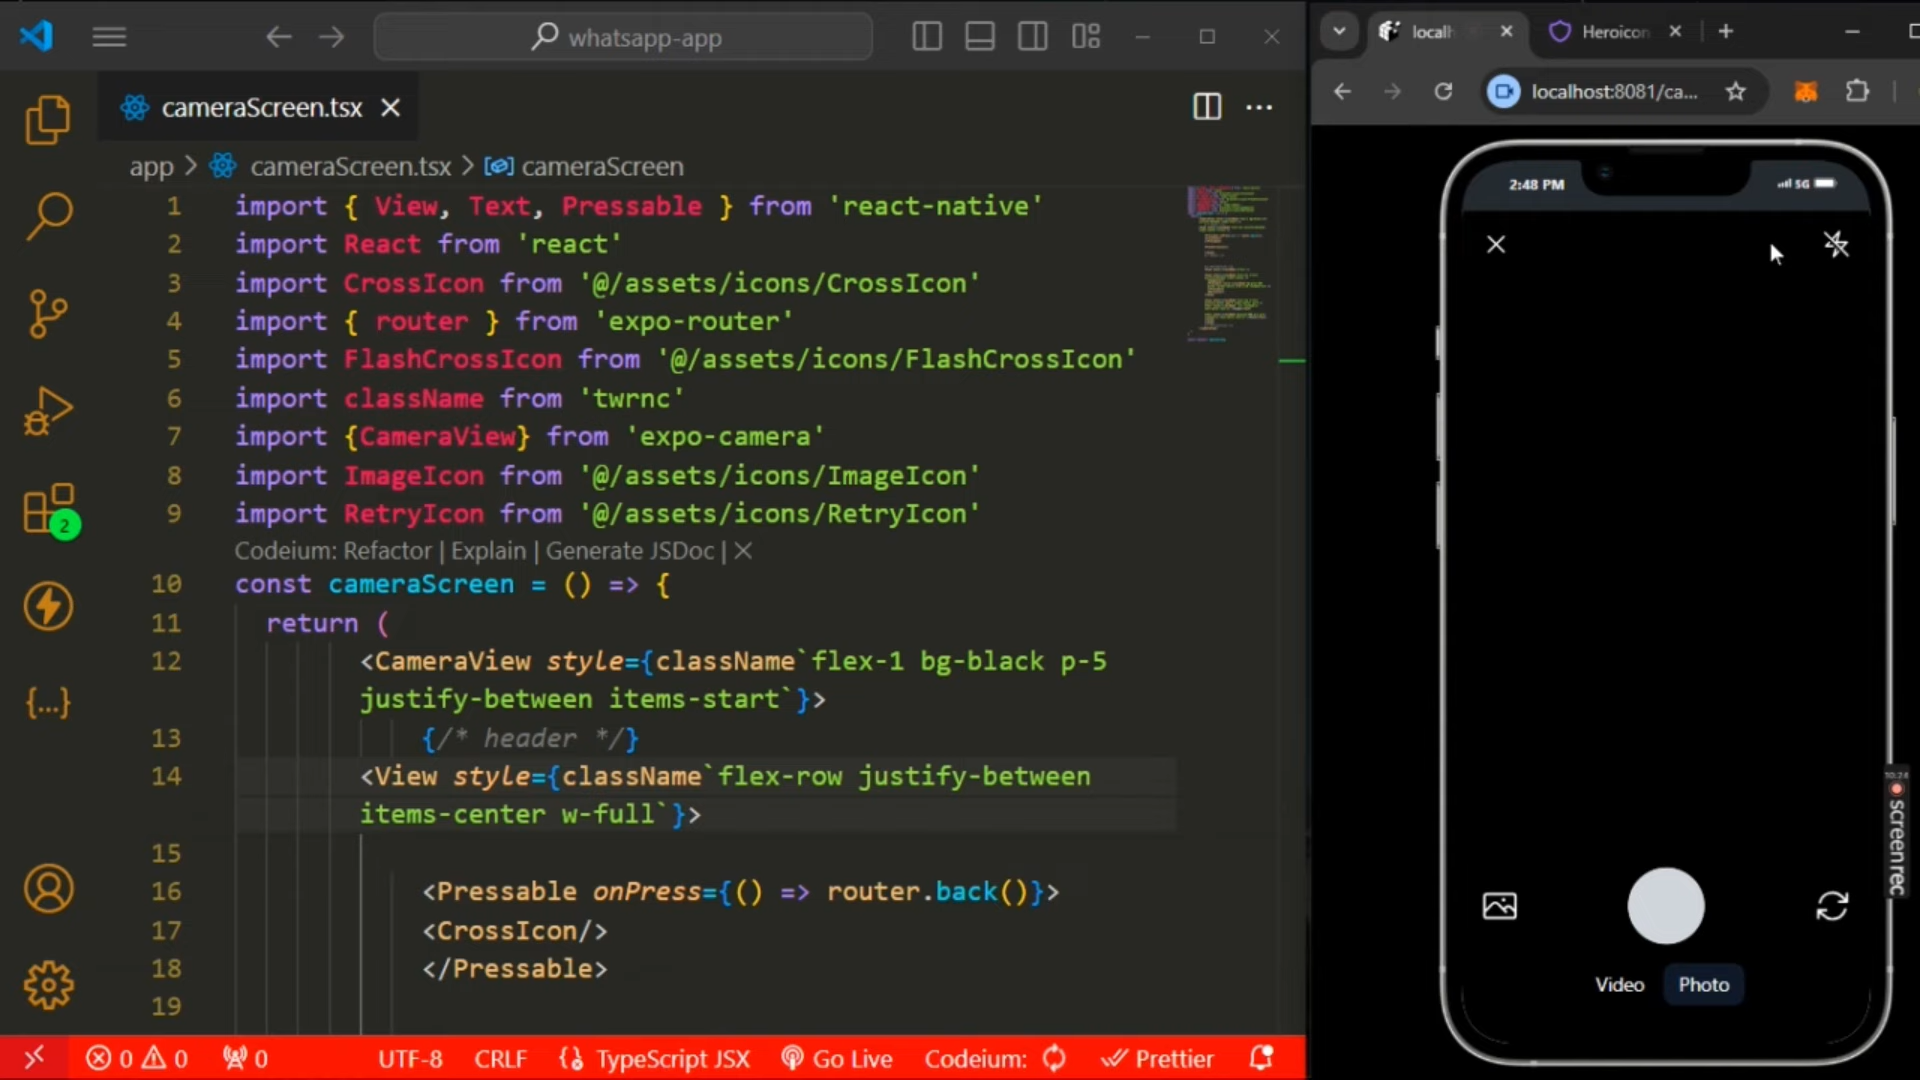 whatsapp-app
cameraScreen.tsx
app > cameraScreen.tsx > cameraScreen
1 import { View, Text, Pressable } from 'react-native'
2 import React from 'react'
3 import CrossIcon from '@/assets/icons/CrossIcon'
4 import { router } from 'expo-router'
5 import FlashCrossIcon from '@/assets/icons/FlashCrossIcon'
6 import className from 'twrnc'
7 import {CameraView} from 'expo-camera'
8 import ImageIcon from '@/assets/icons/ImageIcon'
9 import RetryIcon from '@/assets/icons/RetryIcon'
Codeium: Refactor | Explain | Generate JSDoc | ×
10 const cameraScreen = () => {
11 return (
12 <CameraView style={className`flex-1 bg-black p-5
justify-between items-start`}>
13 {/* header */}
14 <View style={className`flex-row justify-between
items-center w-full`}>
15
16 <Pressable onPress={() => router.back()}>
17 <CrossIcon/>
18 </Pressable>
19
2
0 0 0 UTF-8 CRLF TypeScript JSX Go Live Codeium: Prettier
localh
Heroicon
localhost:8081/ca...
2:48 PM
5G
Video
Photo
10:24
screenrec